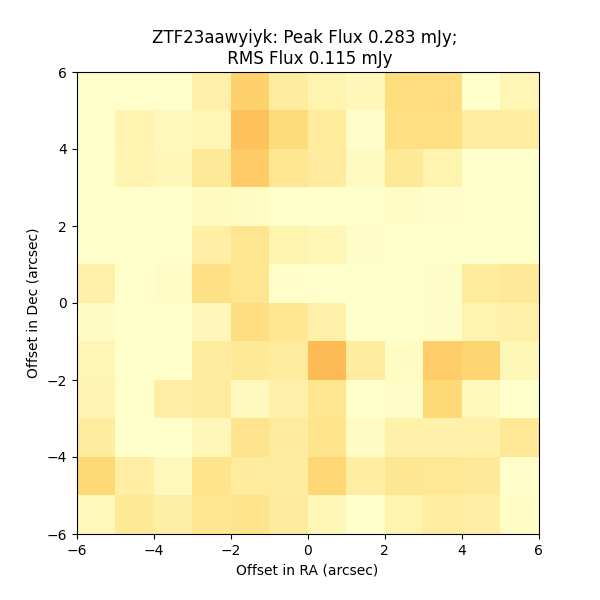 ZTF23aawyiyk: Peak Flux 0.283 mJy;
RMS Flux 0.115 mJy
6
4
2
0
−2
−4
−6
Offset in Dec (arcsec)
−6 −4 −2 0 2 4 6
Offset in RA (arcsec)